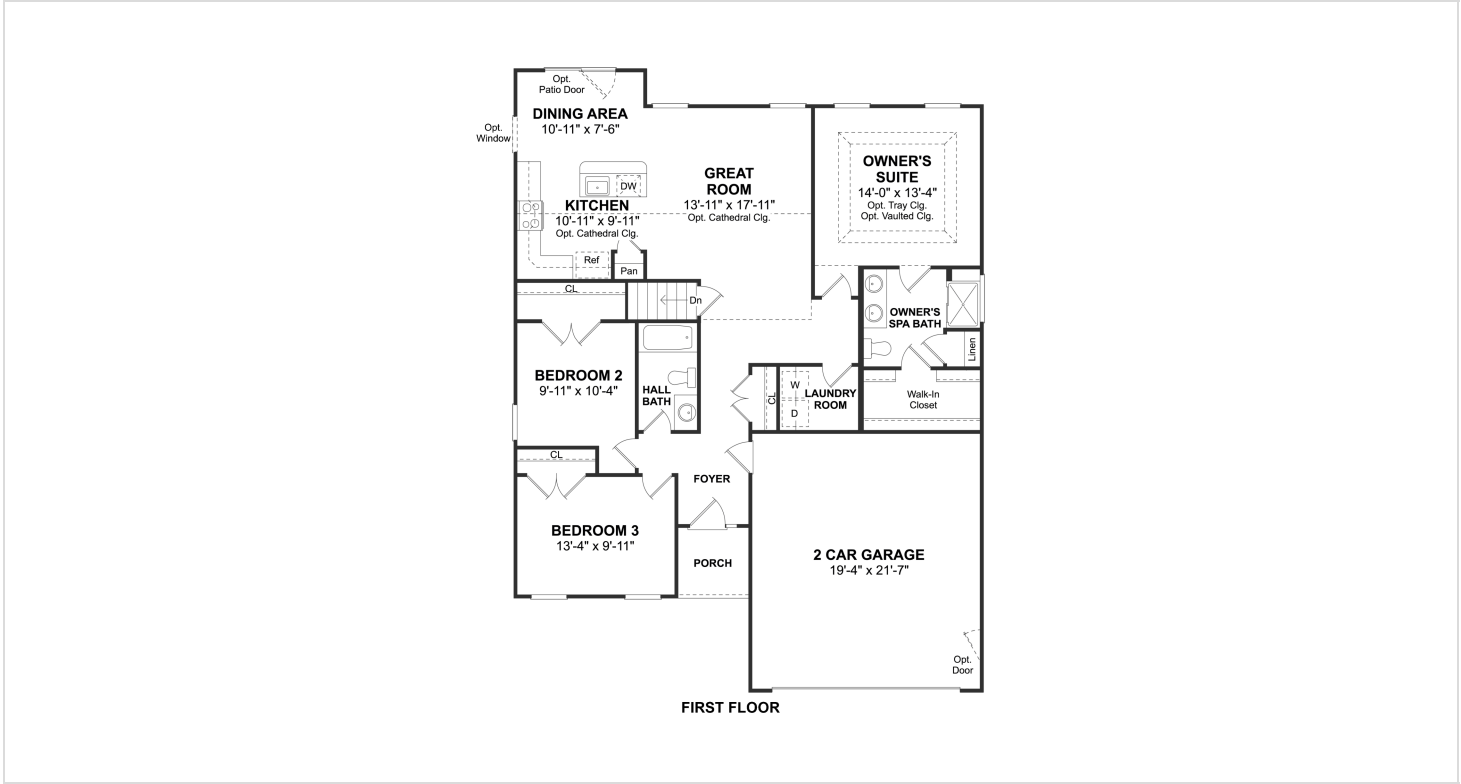 Opt.
Patio Door
DINING AREA
10'-11" x 7'-6"
Opt.
Window
DW
KITCHEN
10'-11" x 9'-11"
Opt. Cathedral Clg.
Ref
Pan
GREAT
ROOM
13'-11" x 17'-11"
Opt. Cathedral Clg.
OWNER'S
SUITE
14'-0" x 13'-4"
Opt. Tray Clg.
Opt. Vaulted Clg.
CL
Dn
OWNER'S
SPA BATH
Linen
BEDROOM 2
9'-11" x 10'-4"
HALL
BATH
CL
W
D
LAUNDRY
ROOM
Walk-In
Closet
CL
FOYER
BEDROOM 3
13'-4" x 9'-11"
PORCH
2 CAR GARAGE
19'-4" x 21'-7"
Opt.
Door
FIRST FLOOR